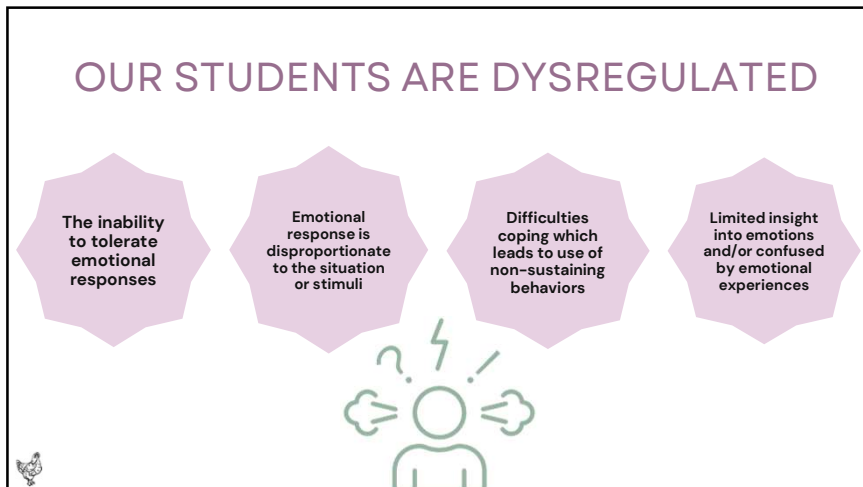 OUR STUDENTS ARE DYSREGULATED
The inability
to tolerate
emotional
responses
Emotional
response is
disproportionate
to the situation
or stimuli
Difficulties
coping which
leads to use of
non-sustaining
behaviors
Limited insight
into emotions
and/or confused
by emotional
experiences